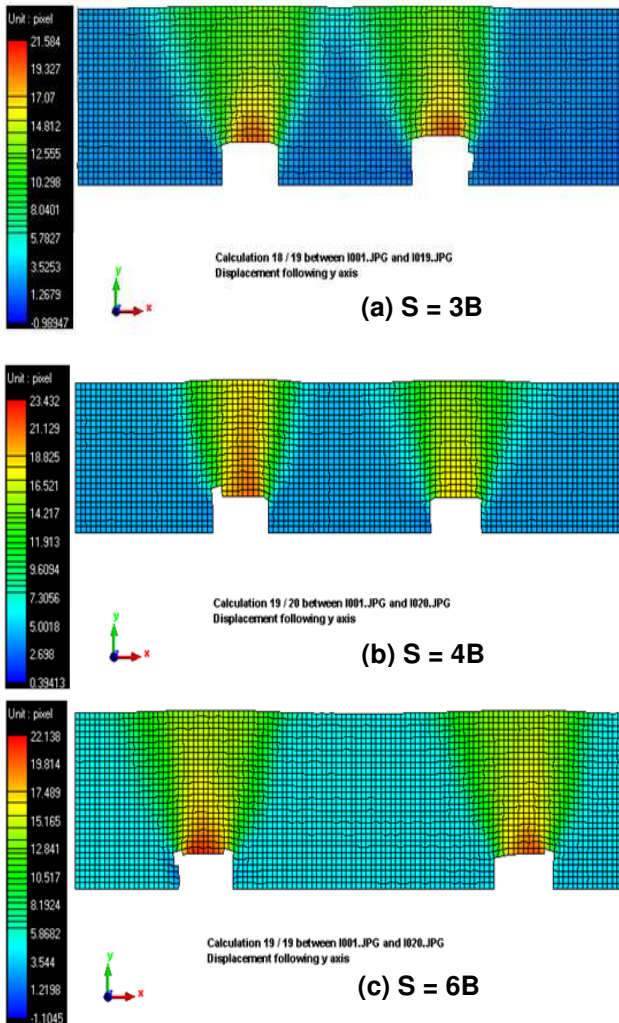 Unit : pixel
21.584
19.327
17.07
14.812
12.555
10.298
8.0401
5.7827
3.5253
1.2679
-0.98947
Calculation 18 / 19 between I001.JPG and I019.JPG
Displacement following y axis
y
x
(a) S = 3B
Unit : pixel
23.432
21.129
18.825
16.521
14.217
11.913
9.6094
7.3056
5.0018
2.698
0.39413
Calculation 19 / 20 between I001.JPG and I020.JPG
Displacement following y axis
y
x
(b) S = 4B
Unit : pixel
22.138
19.814
17.489
15.165
12.841
10.517
8.1924
5.8682
3.544
1.2198
-1.1045
Calculation 19 / 19 between I001.JPG and I020.JPG
Displacement following y axis
y
x
(c) S = 6B